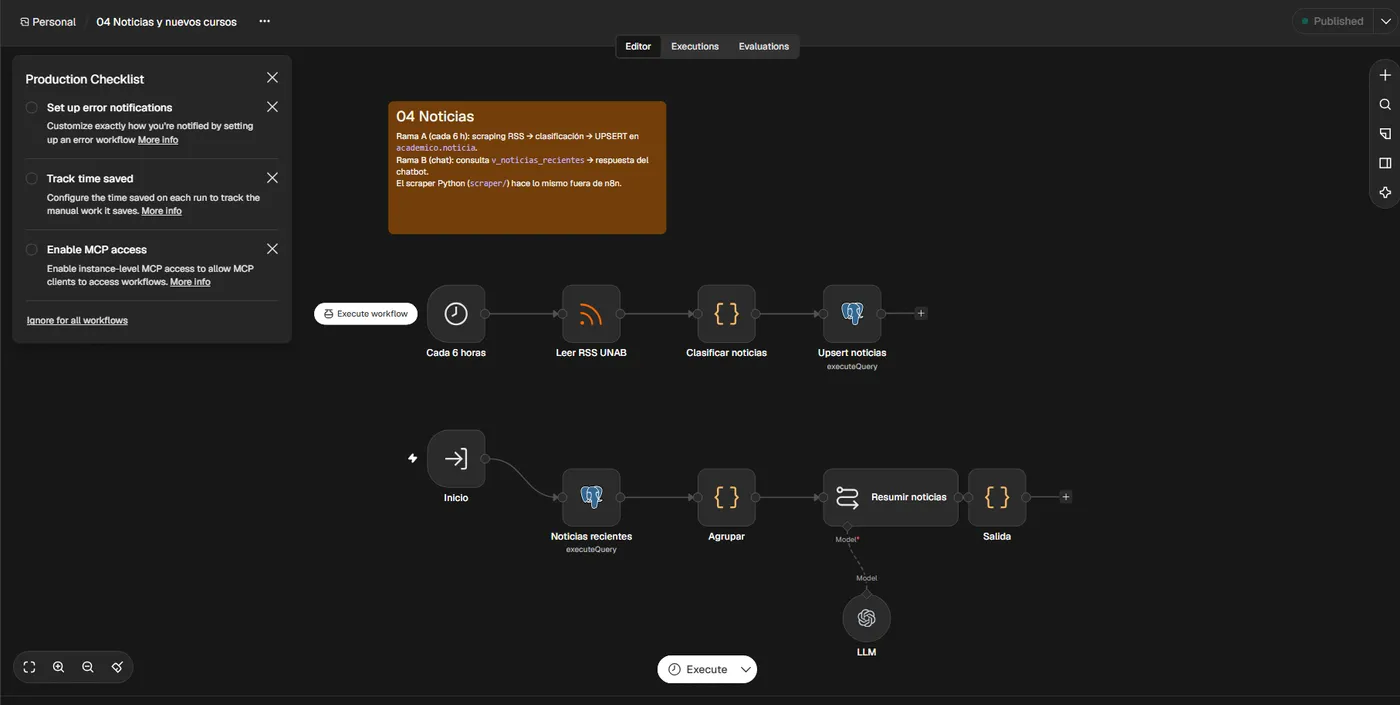 Personal
04 Noticias y nuevos cursos
Published
Editor
Executions
Evaluations
Production Checklist
Set up error notifications
Customize exactly how you're notified by setting
up an error workflow More info
Track time saved
Configure the time saved on each run to track the
manual work it saves. More info
Enable MCP access
Enable instance-level MCP access to allow MCP
clients to access workflows. More info
Ignore for all workflows
04 Noticias
Rama A (cada 6 h): scraping RSS → clasificación → UPSERT en
academico.noticia.
Rama B (chat): consulta v_noticias_recientes → respuesta del
chatbot.
El scraper Python (scraper/) hace lo mismo fuera de n8n.
Execute workflow
Cada 6 horas
Leer RSS UNAB
Clasificar noticias
Upsert noticias
executeQuery
Inicio
Noticias recientes
executeQuery
Agrupar
Resumir noticias
Salida
Model*
Model
LLM
Execute